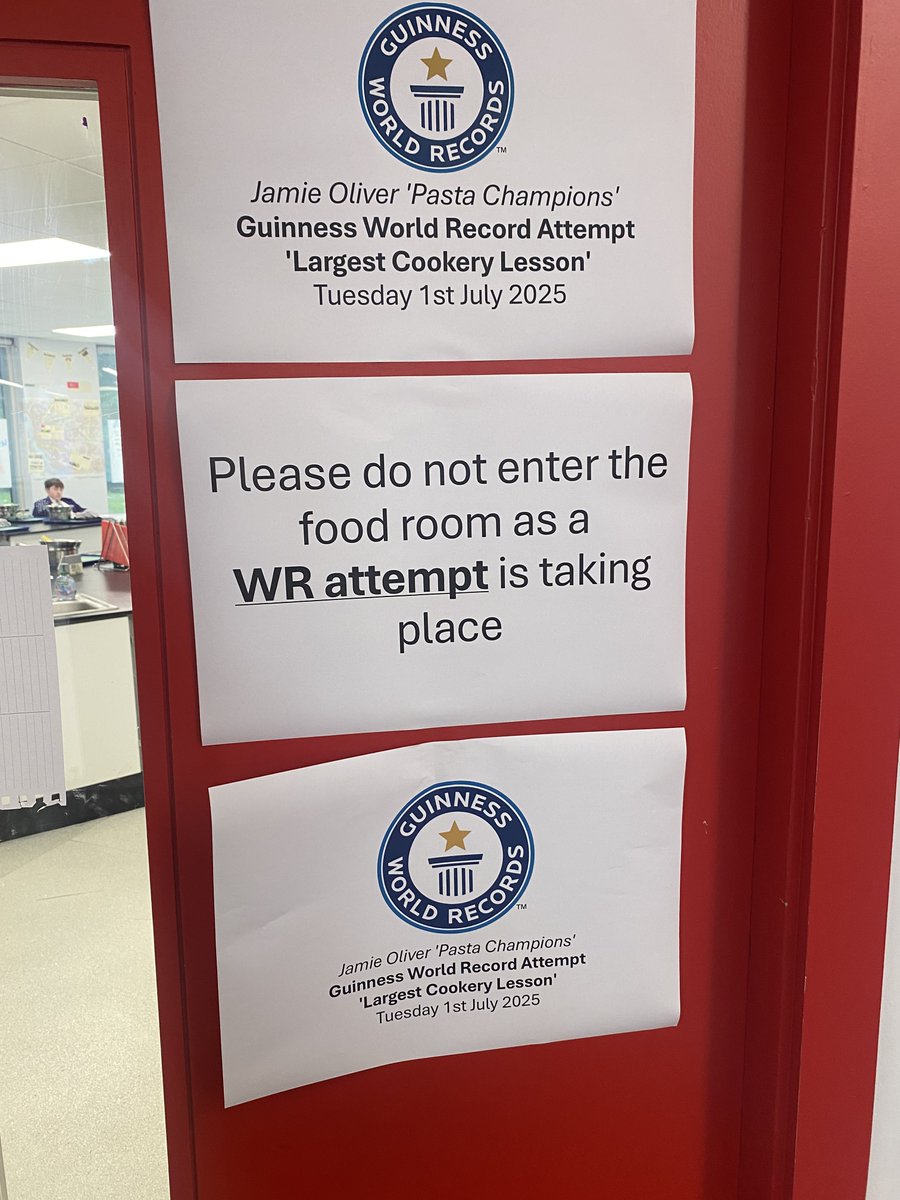 GUINNESS
WORLD RECORDS
TM
Jamie Oliver 'Pasta Champions'
Guinness World Record Attempt
'Largest Cookery Lesson'
Tuesday 1st July 2025
Please do not enter the
food room as a
WR attempt is taking
place
GUINNESS
WORLD RECORDS
TM
Jamie Oliver 'Pasta Champions'
Guinness World Record Attempt
'Largest Cookery Lesson'
Tuesday 1st July 2025